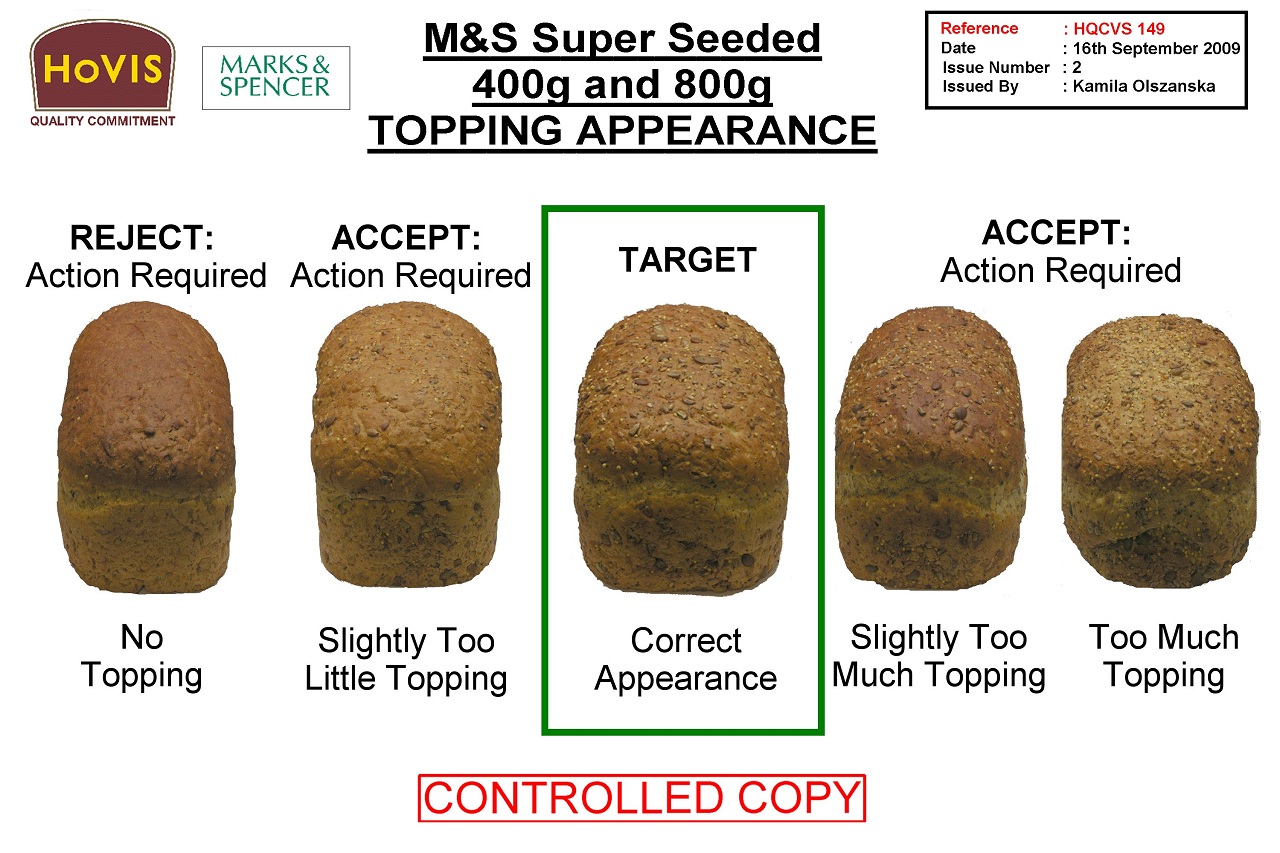 HOVIS
QUALITY COMMITMENT
MARKS &
SPENCER
M&S Super Seeded
400g and 800g
TOPPING APPEARANCE
Reference : HQCVS 149
Date : 16th September 2009
Issue Number : 2
Issued By : Kamila Olszanska
REJECT:
Action Required
ACCEPT:
Action Required
TARGET
ACCEPT:
Action Required
No
Topping
Slightly Too
Little Topping
Correct
Appearance
Slightly Too
Much Topping
Too Much
Topping
CONTROLLED COPY